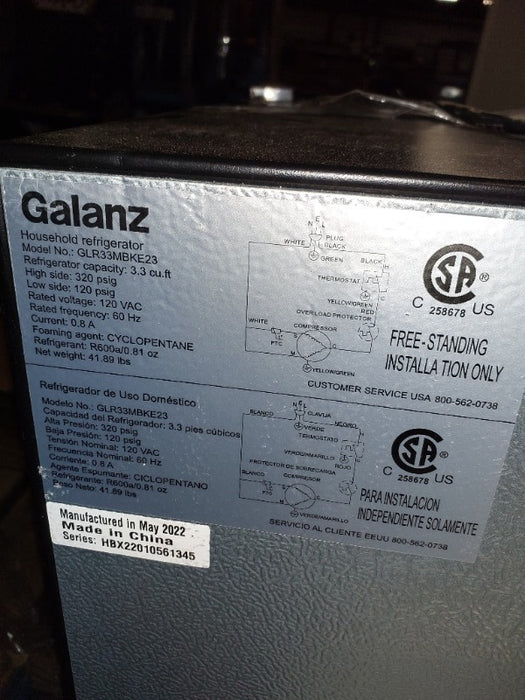 Galanz
Household refrigerator
Model No.: GLR33MBKE23
Refrigerator capacity: 3.3 cu.ft
High side: 320 psig
Low side: 120 psig
Rated voltage: 120 VAC
Rated frequency: 60 Hz
Current: 0.8 A
Foaming agent: CYCLOPENTANE
Refrigerant: R600a/0.81 oz
Net weight: 41.89 lbs
N E L
PLUG
WHITE
BLACK
GREEN
BLACK
THERMOSTAT
YELLOW/GREEN
RED
OVERLOAD PROTECTOR
WHITE
COMPRESSOR
YELLOW/GREEN
CSA®
C 258678 US
FREE-STANDING
INSTALLATION ONLY
CUSTOMER SERVICE USA 800-562-0738
Refrigerador de Uso Doméstico
Modelo No.: GLR33MBKE23
Capacidad del Refrigerador: 3.3 pies cúbicos
Alta Presión: 320 psig
Baja Presión: 120 psig
Tensión Nominal: 120 VAC
Frecuencia Nominal: 60 Hz
Corriente: 0.8 A
Agente Espumante: CICLOPENTANO
Refrigerante: R600a/0.81 oz
Peso Neto: 41.89 lbs
N E L
BLANCO
CLAVIJA
NEGRO
VERDE
TERMOSTATO
VERDE/AMARILLO
ROJO
PROTECTOR DE SOBRECARGA
BLANCO
COMPRESOR
PTC
VERDE/AMARILLO
CSA®
C 258678 US
PARA INSTALACION
INDEPENDIENTE SOLAMENTE
SERVICIO AL CLIENTE EEUU 800-562-0738
Manufactured in May 2022
Made in China
Series: HBX22010561345